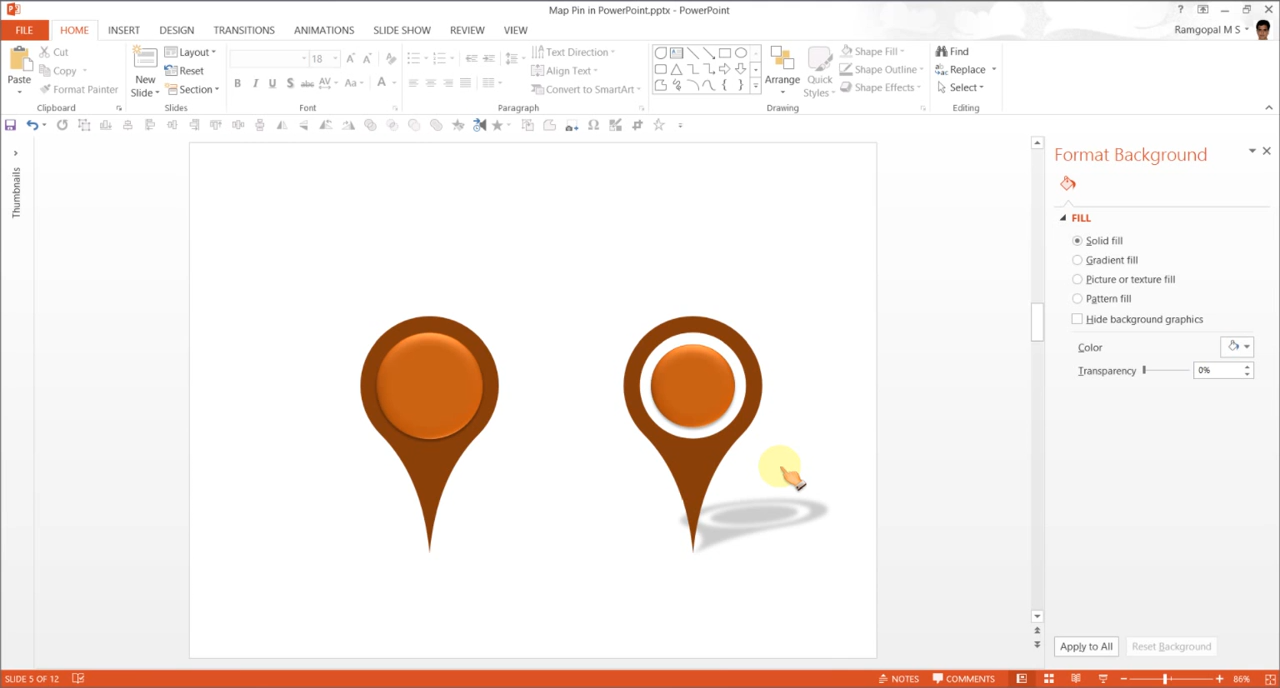 Map Pin in PowerPoint.pptx - PowerPoint
?
FILE HOME INSERT DESIGN TRANSITIONS ANIMATIONS SLIDE SHOW REVIEW VIEW Ramgopal M S
Paste
Cut
Copy
Format Painter
Clipboard
New
Slide
Layout
Reset
Section
Slides
18
B I U S abc AV Aa A
Font
Text Direction
Align Text
Convert to SmartArt
Paragraph
Arrange
Quick
Styles
Shape Fill
Shape Outline
Shape Effects
Drawing
Find
Replace
Select
Editing
Thumbnails
Format Background
FILL
Solid fill
Gradient fill
Picture or texture fill
Pattern fill
Hide background graphics
Color
Transparency 0%
Apply to All Reset Background
SLIDE 5 OF 12 NOTES COMMENTS 86%